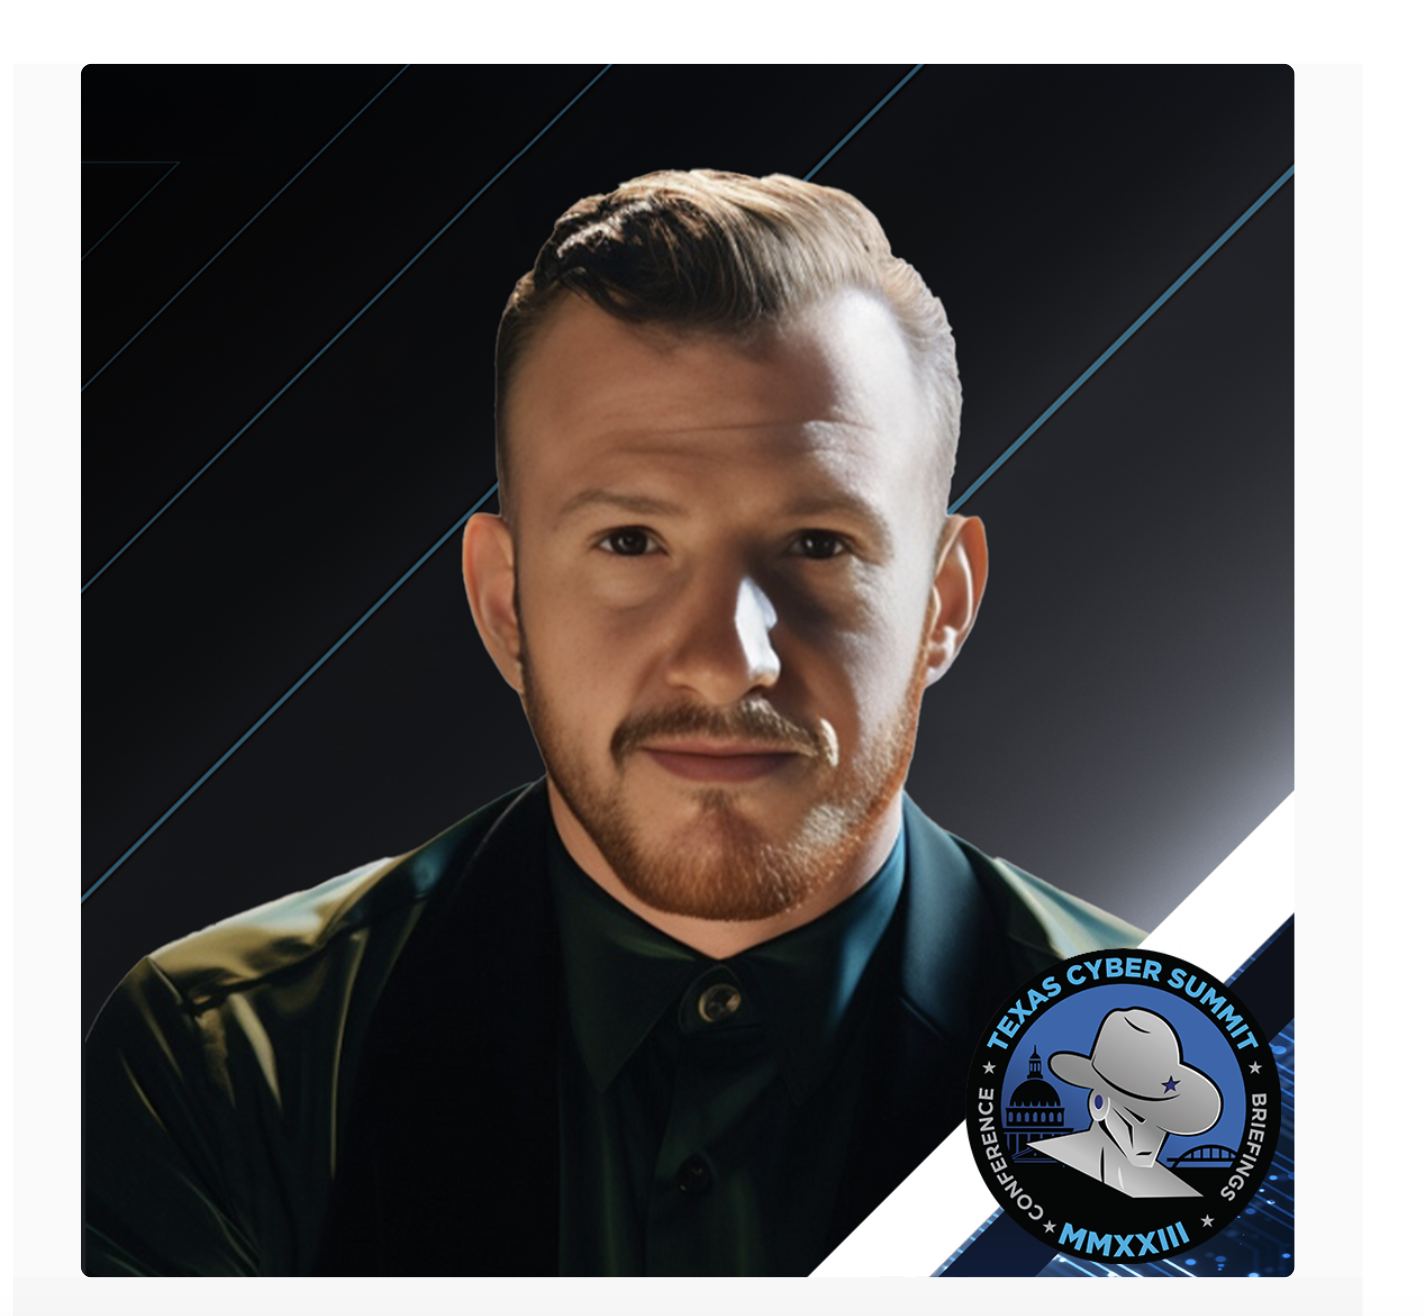 TEXAS CYBER SUMMIT
CONFERENCE
BRIEFINGS
MMXXIII